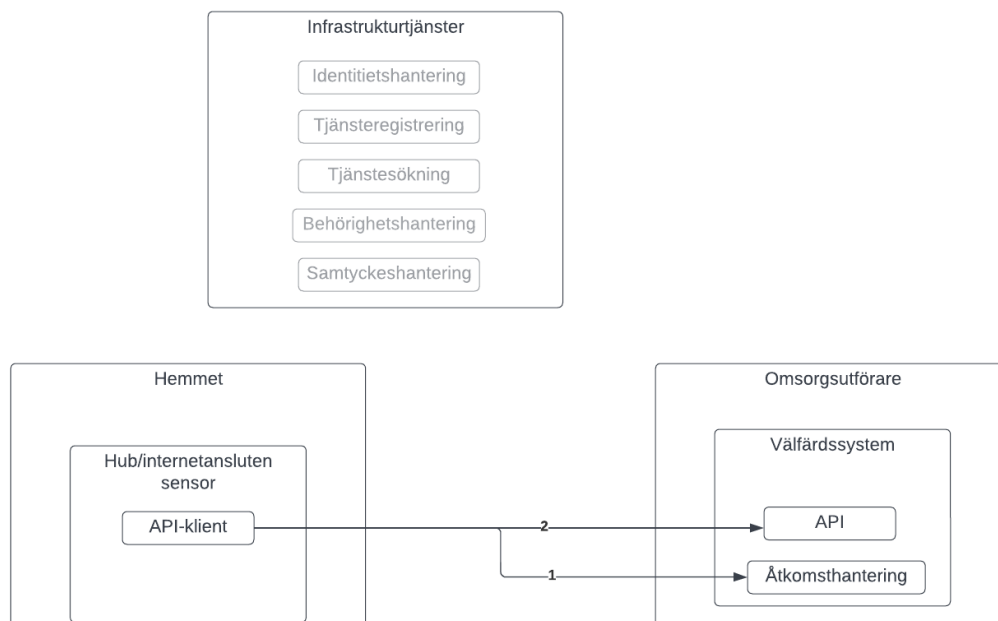 Infrastrukturtjänster
Identitietshantering
Tjänsteregistrering
Tjänstesökning
Behörighetshantering
Samtyckeshantering
Hemmet
Hub/internetansluten
sensor
API-klient
2
1
Omsorgsutförare
Välfärdssystem
API
Åtkomsthantering